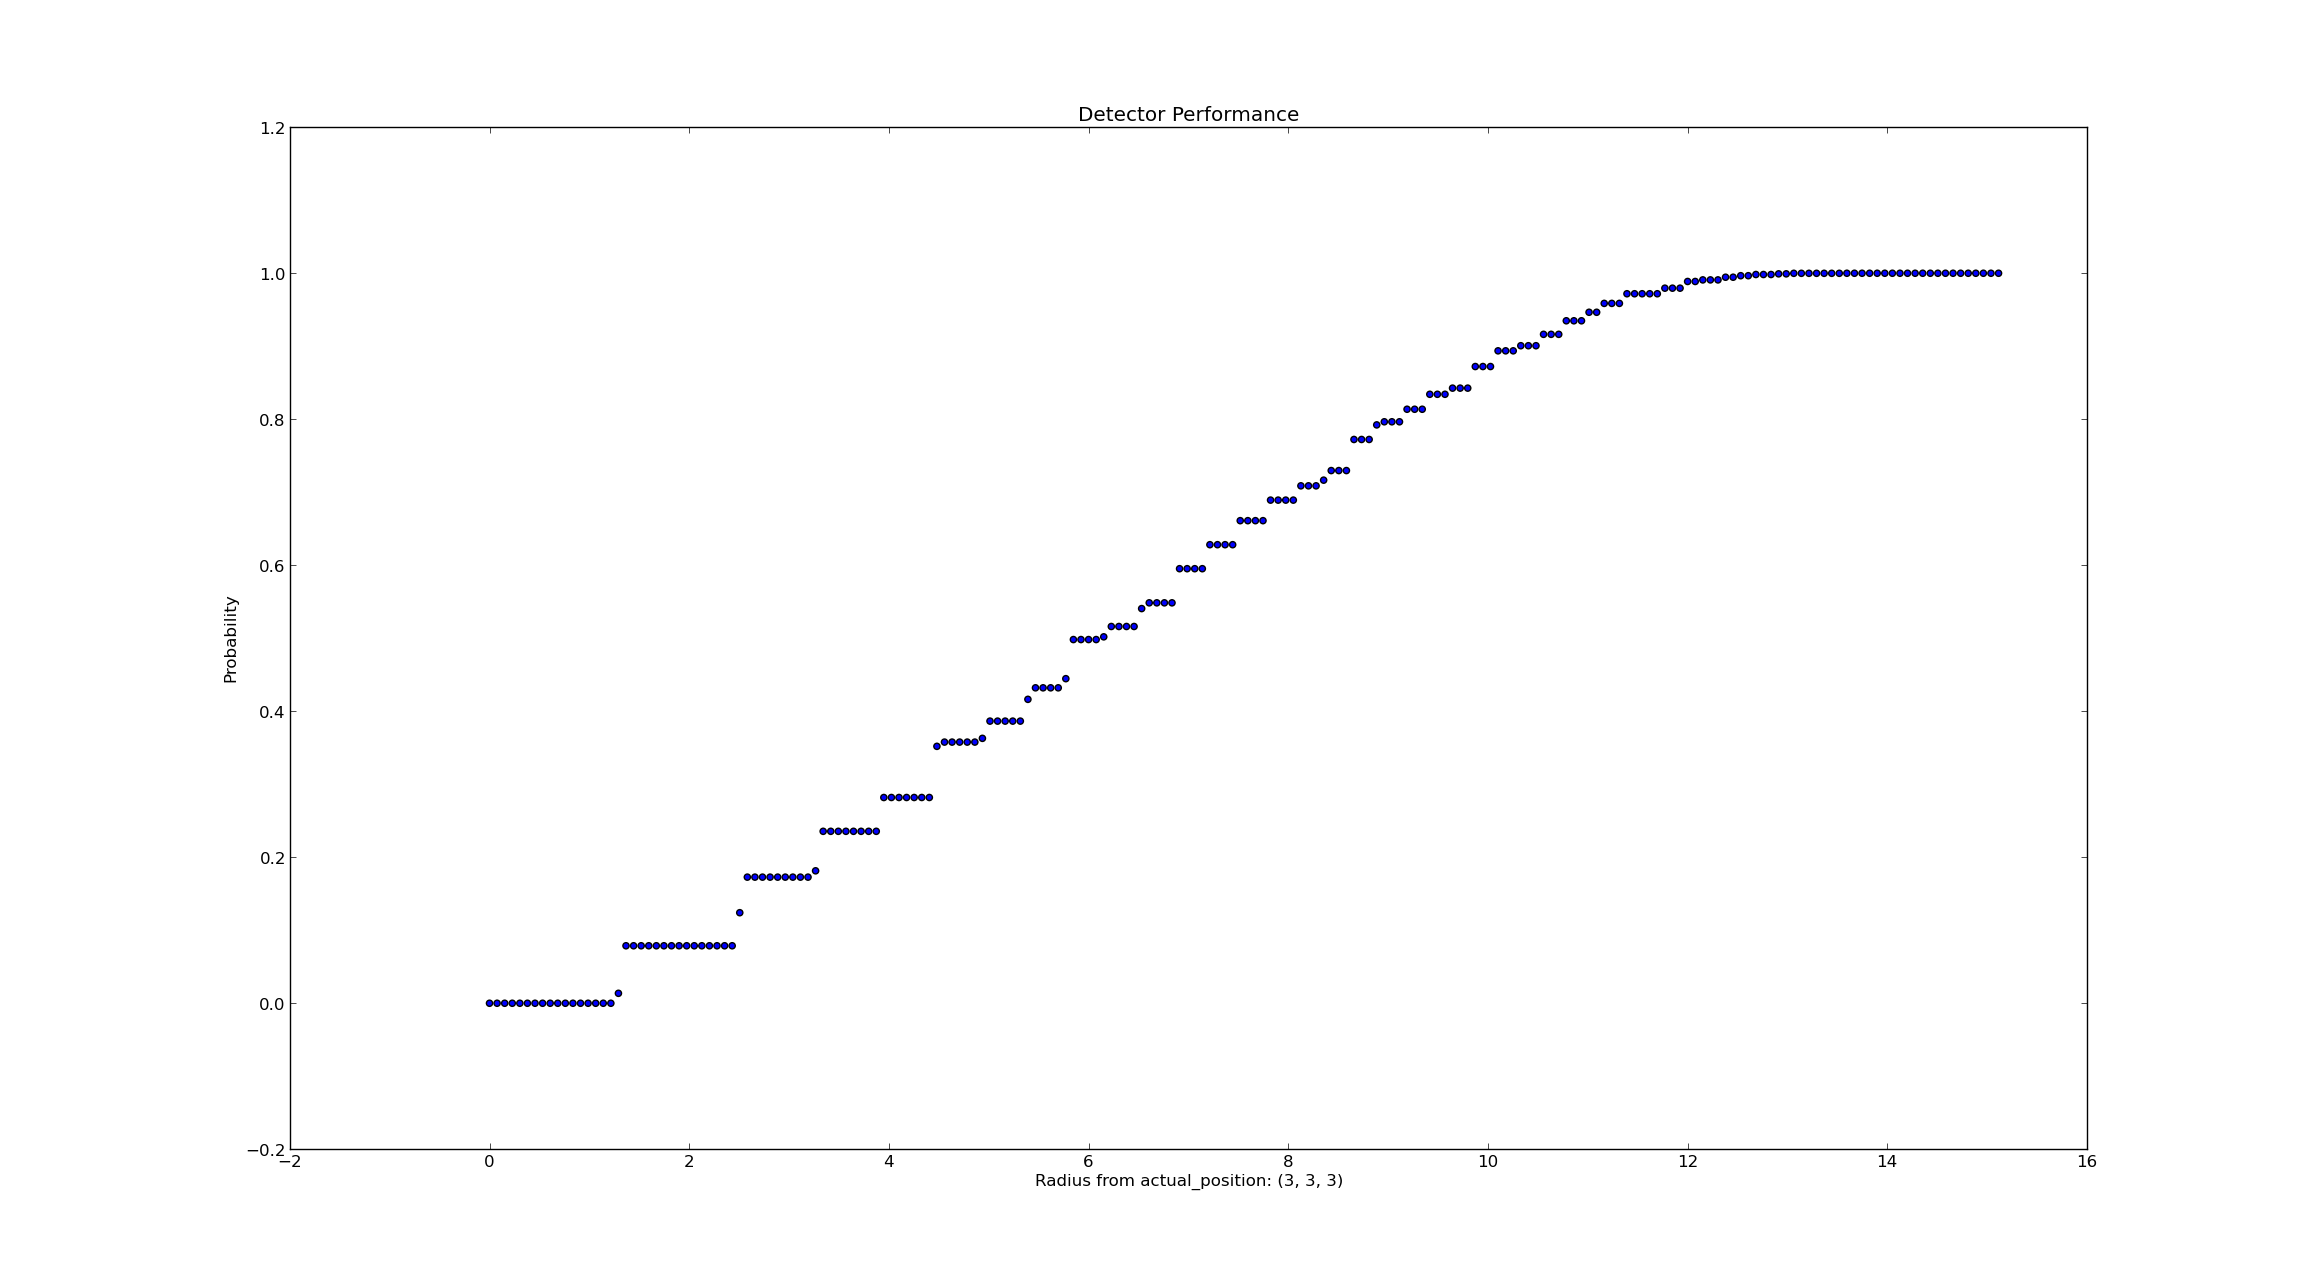 Detector Performance
1.2
1.0
0.8
0.6
0.4
0.2
0.0
−0.2
Probability
−2 0 2 4 6 8 10 12 14 16
Radius from actual_position: (3, 3, 3)